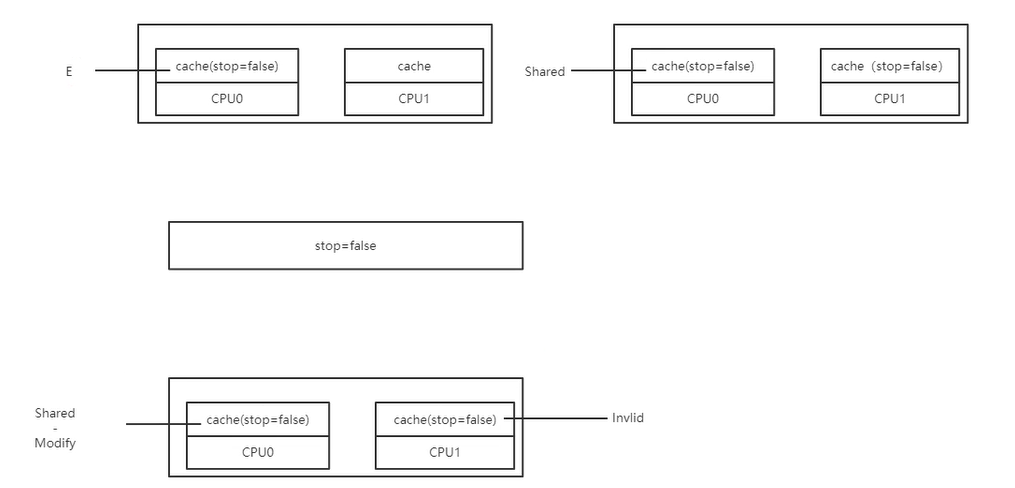 E
cache(stop=false)
CPU0
cache
CPU1
Shared
cache(stop=false)
CPU0
cache（stop=false）
CPU1
stop=false
Shared
-
Modify
cache(stop=false)
CPU0
cache(stop=false)
CPU1
Invlid